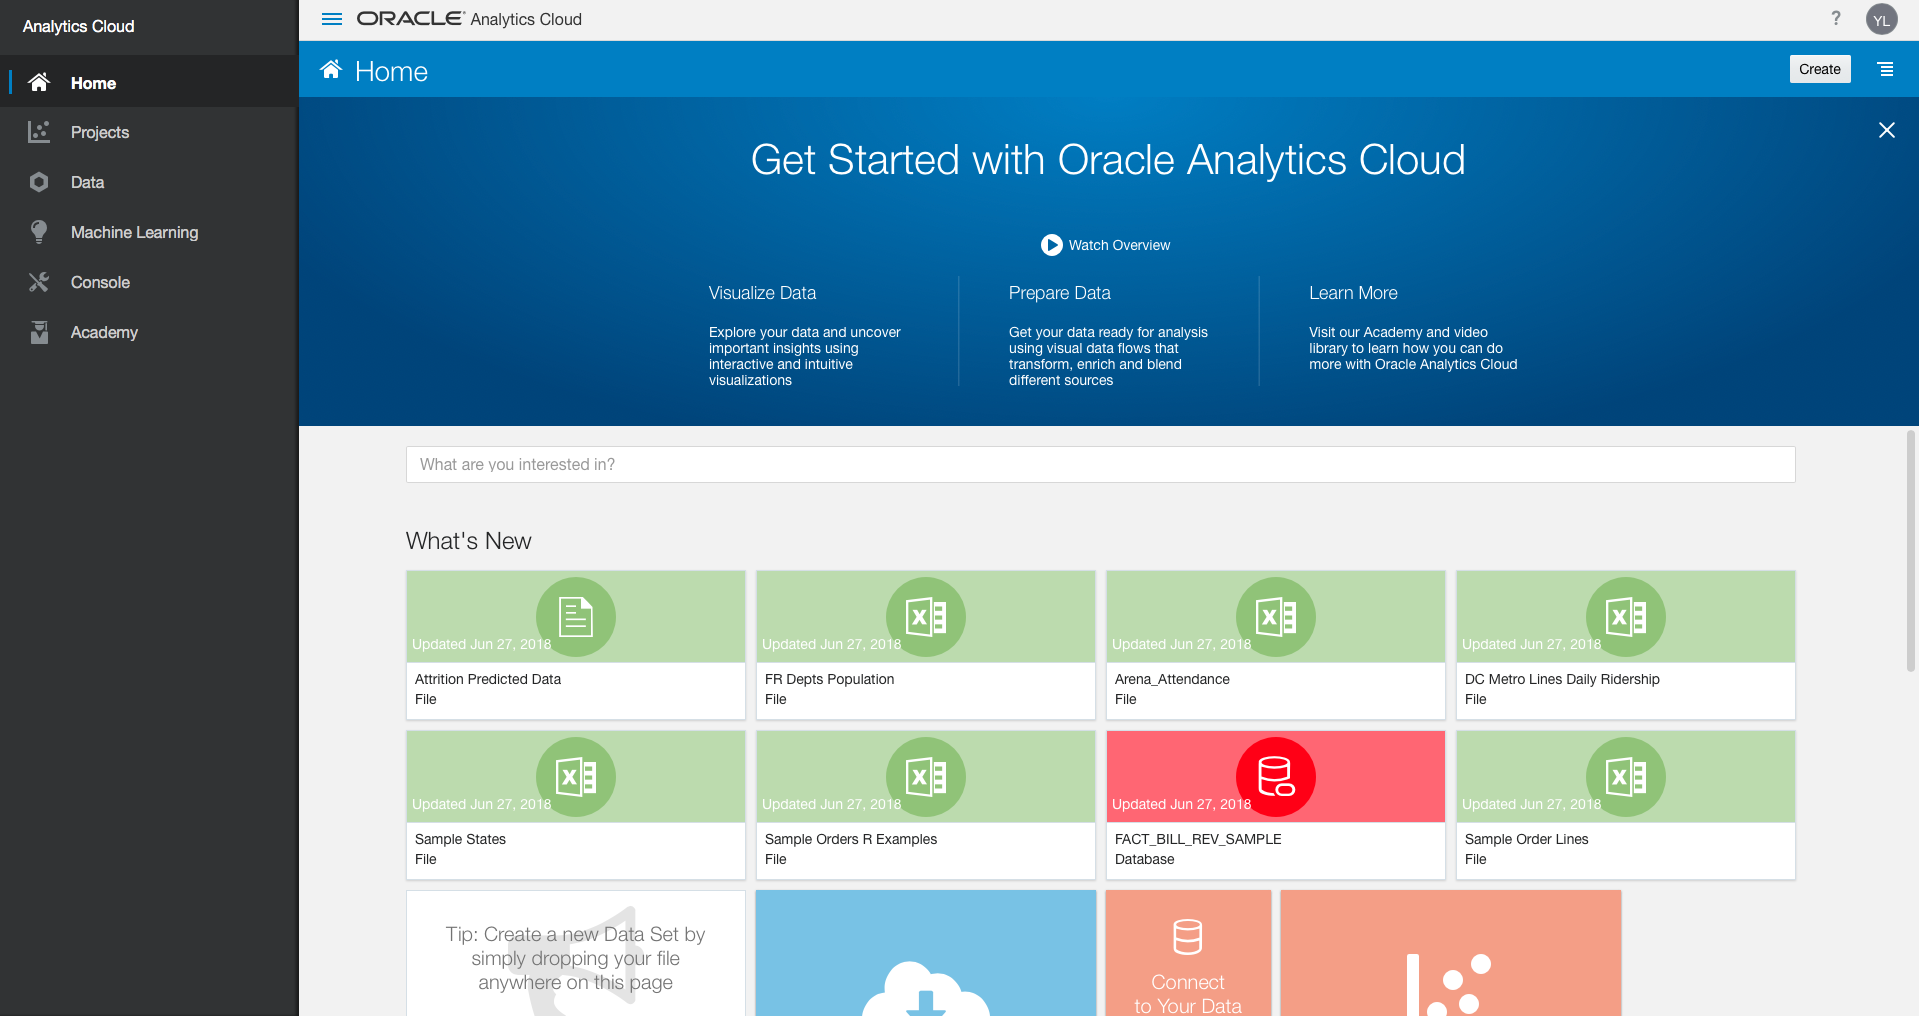 Analytics Cloud
Home
Projects
Data
Machine Learning
Console
Academy
ORACLE Analytics Cloud
?
YL
Home
Create
Get Started with Oracle Analytics Cloud
Watch Overview
Visualize Data
Explore your data and uncover
important insights using
interactive and intuitive
visualizations
Prepare Data
Get your data ready for analysis
using visual data flows that
transform, enrich and blend
different sources
Learn More
Visit our Academy and video
library to learn how you can do
more with Oracle Analytics Cloud
What are you interested in?
What's New
Updated Jun 27, 2018
Attrition Predicted Data
File
X
Updated Jun 27, 2018
FR Depts Population
File
X
Updated Jun 27, 2018
Arena_Attendance
File
X
Updated Jun 27, 2018
DC Metro Lines Daily Ridership
File
X
Updated Jun 27, 2018
Sample States
File
X
Updated Jun 27, 2018
Sample Orders R Examples
File
Updated Jun 27, 2018
FACT_BILL_REV_SAMPLE
Database
X
Updated Jun 27, 2018
Sample Order Lines
File
Tip: Create a new Data Set by
simply dropping your file
anywhere on this page
Connect
to Your Data